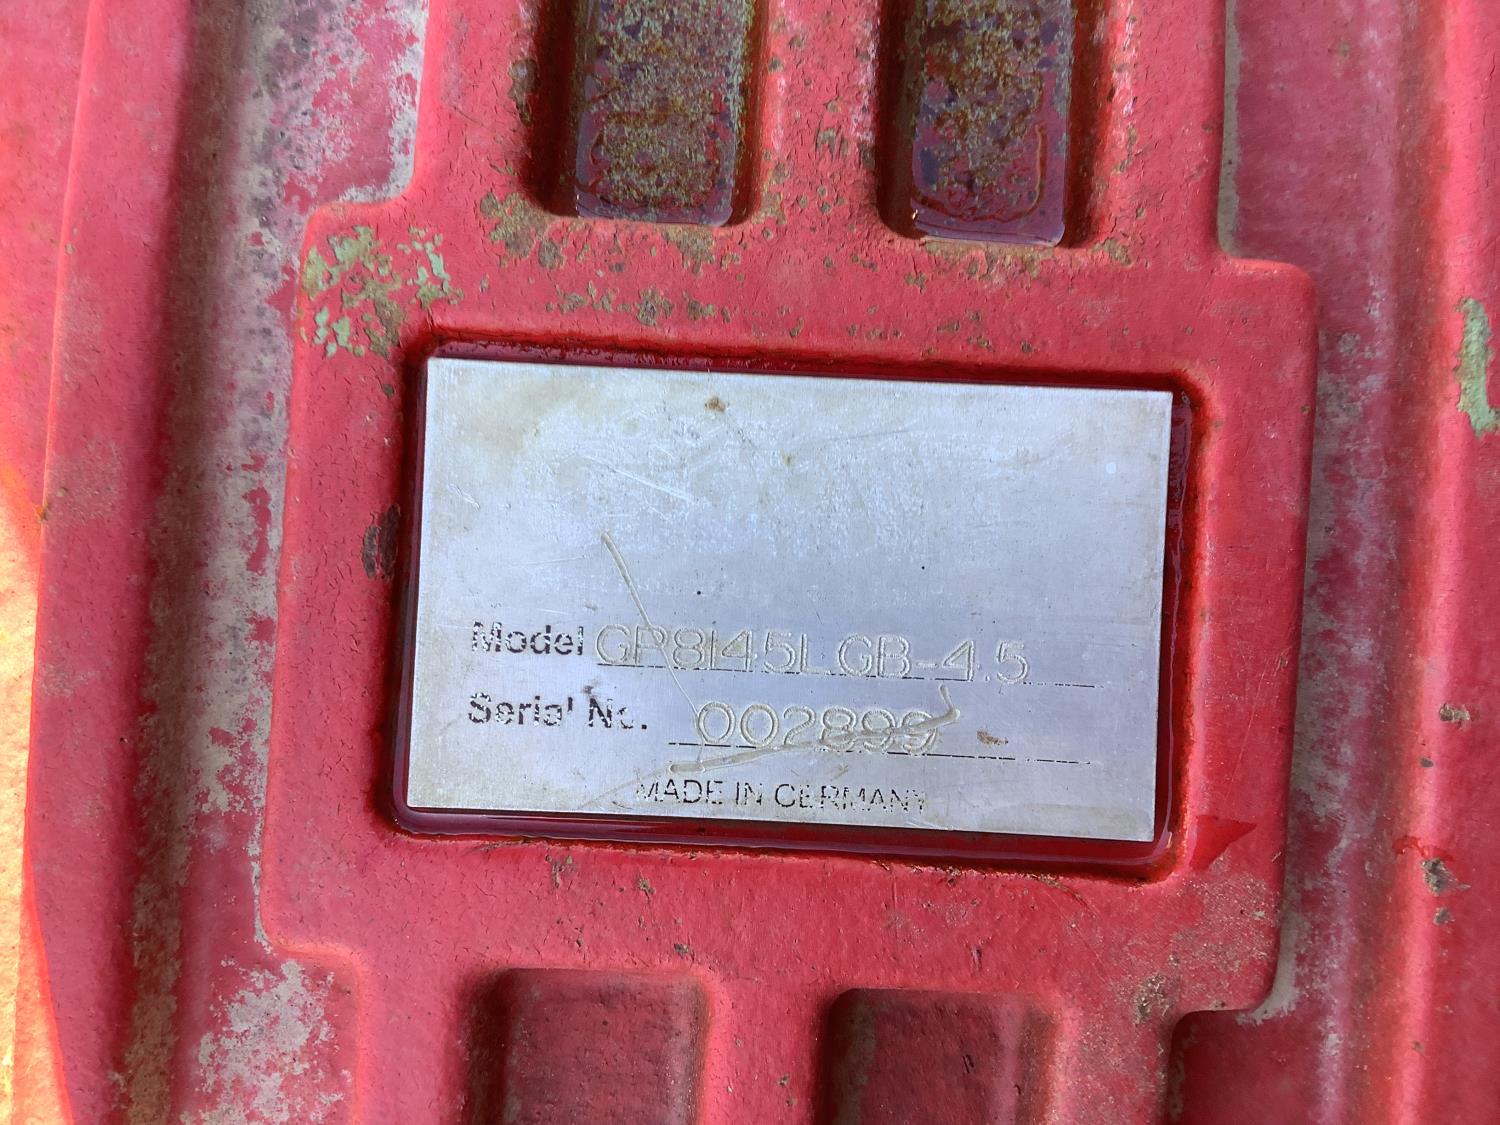 Model GP8145LGB-4.5
Serial No. 002899
MADE IN GERMANY